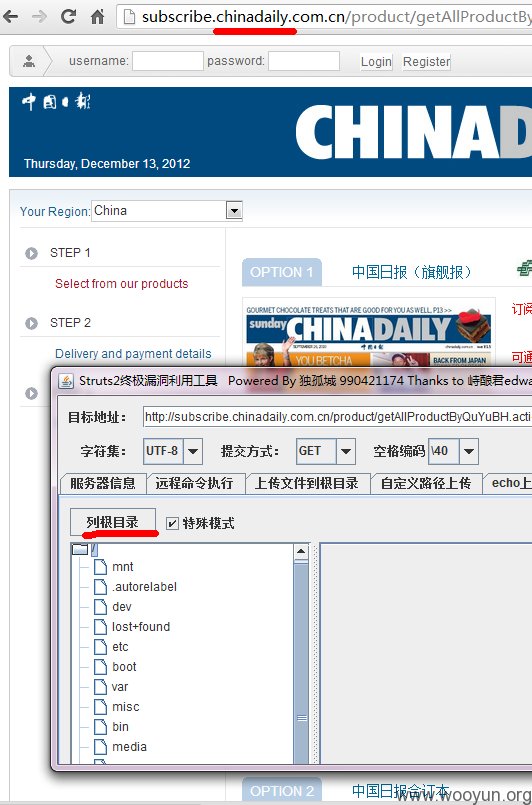 subscribe.chinadaily.com.cn/product/getAllProductBy
username: password: Login Register
中国日报
CHINAD
Thursday, December 13, 2012
Your Region: China
STEP 1
Select from our products
STEP 2
Delivery and payment details
OPTION 1 中国日报（旗舰报）
GOURMET CHOCOLATE TREATS THAT ARE GOOD FOR YOU AS WELL, P13 >>
sunday CHINADAILY
YOU BETCHA
BACK FROM JAPAN
订阅
可通
Struts2终极漏洞利用工具 Powered By 独孤城 990421174 Thanks to 峙酿君edwa
目标地址： http://subscribe.chinadaily.com.cn/product/getAllProductByQuYuBH.acti
字符集： UTF-8 提交方式： GET 空格编码 \40
服务器信息 远程命令执行 上传文件到根目录 自定义路径上传 echo上
列根目录 特殊模式
/
mnt
.autorelabel
dev
lost+found
etc
boot
var
misc
bin
media
OPTION 2 中国日报合订本
www.wooyun.org